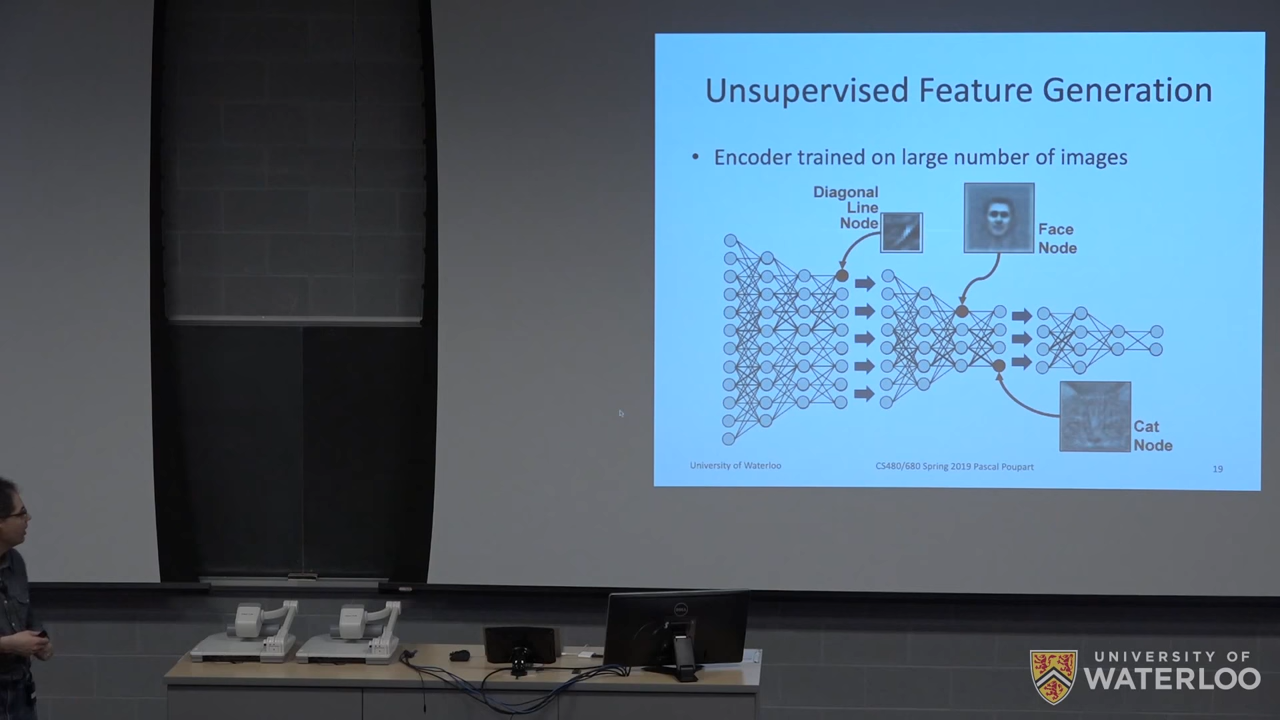 Unsupervised Feature Generation
• Encoder trained on large number of images
Diagonal
Line
Node
Face
Node
Cat
Node
University of Waterloo
CS480/680 Spring 2019 Pascal Poupart
19
DELL
UNIVERSITY OF
WATERLOO